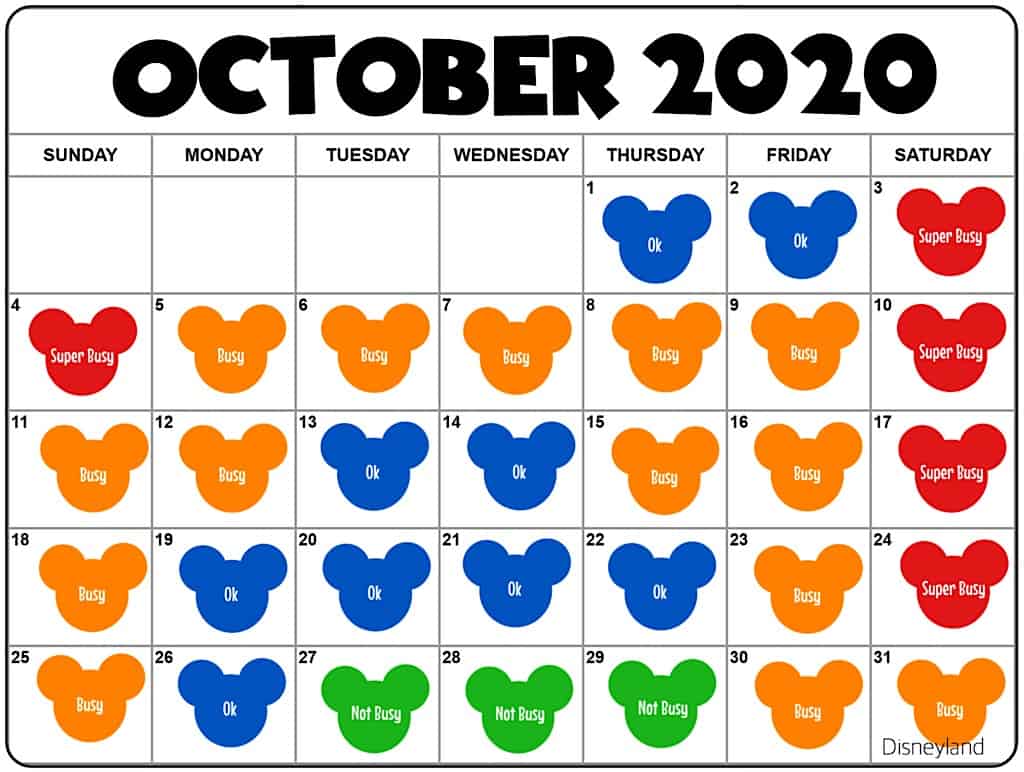 OCTOBER 2020
SUNDAY MONDAY TUESDAY WEDNESDAY THURSDAY FRIDAY SATURDAY
1 2 3
Ok Ok Super Busy
4 5 6 7 8 9 10
Super Busy Busy Busy Busy Busy Busy Super Busy
11 12 13 14 15 16 17
Busy Busy Ok Ok Busy Busy Super Busy
18 19 20 21 22 23 24
Busy Ok Ok Ok Ok Busy Super Busy
25 26 27 28 29 30 31
Busy Ok Not Busy Not Busy Not Busy Busy Busy
Disneyland